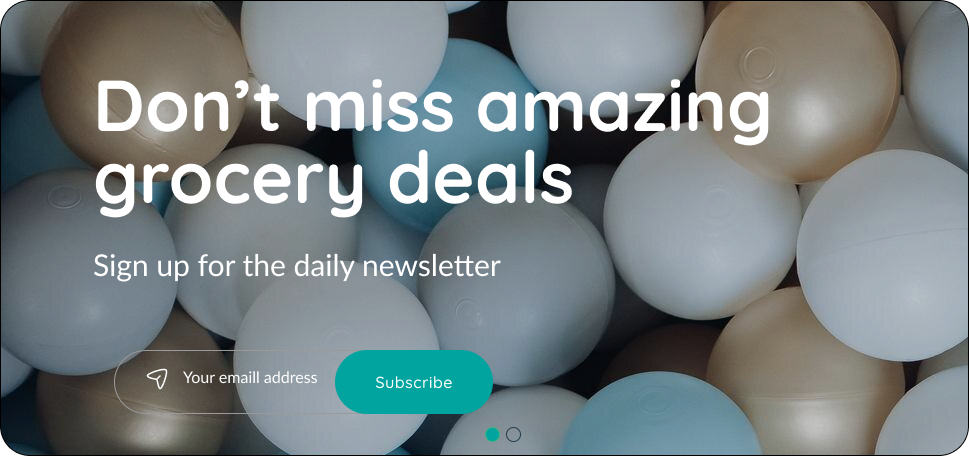 Don’t miss amazing
grocery deals
Sign up for the daily newsletter
Your emaill address
Subscribe